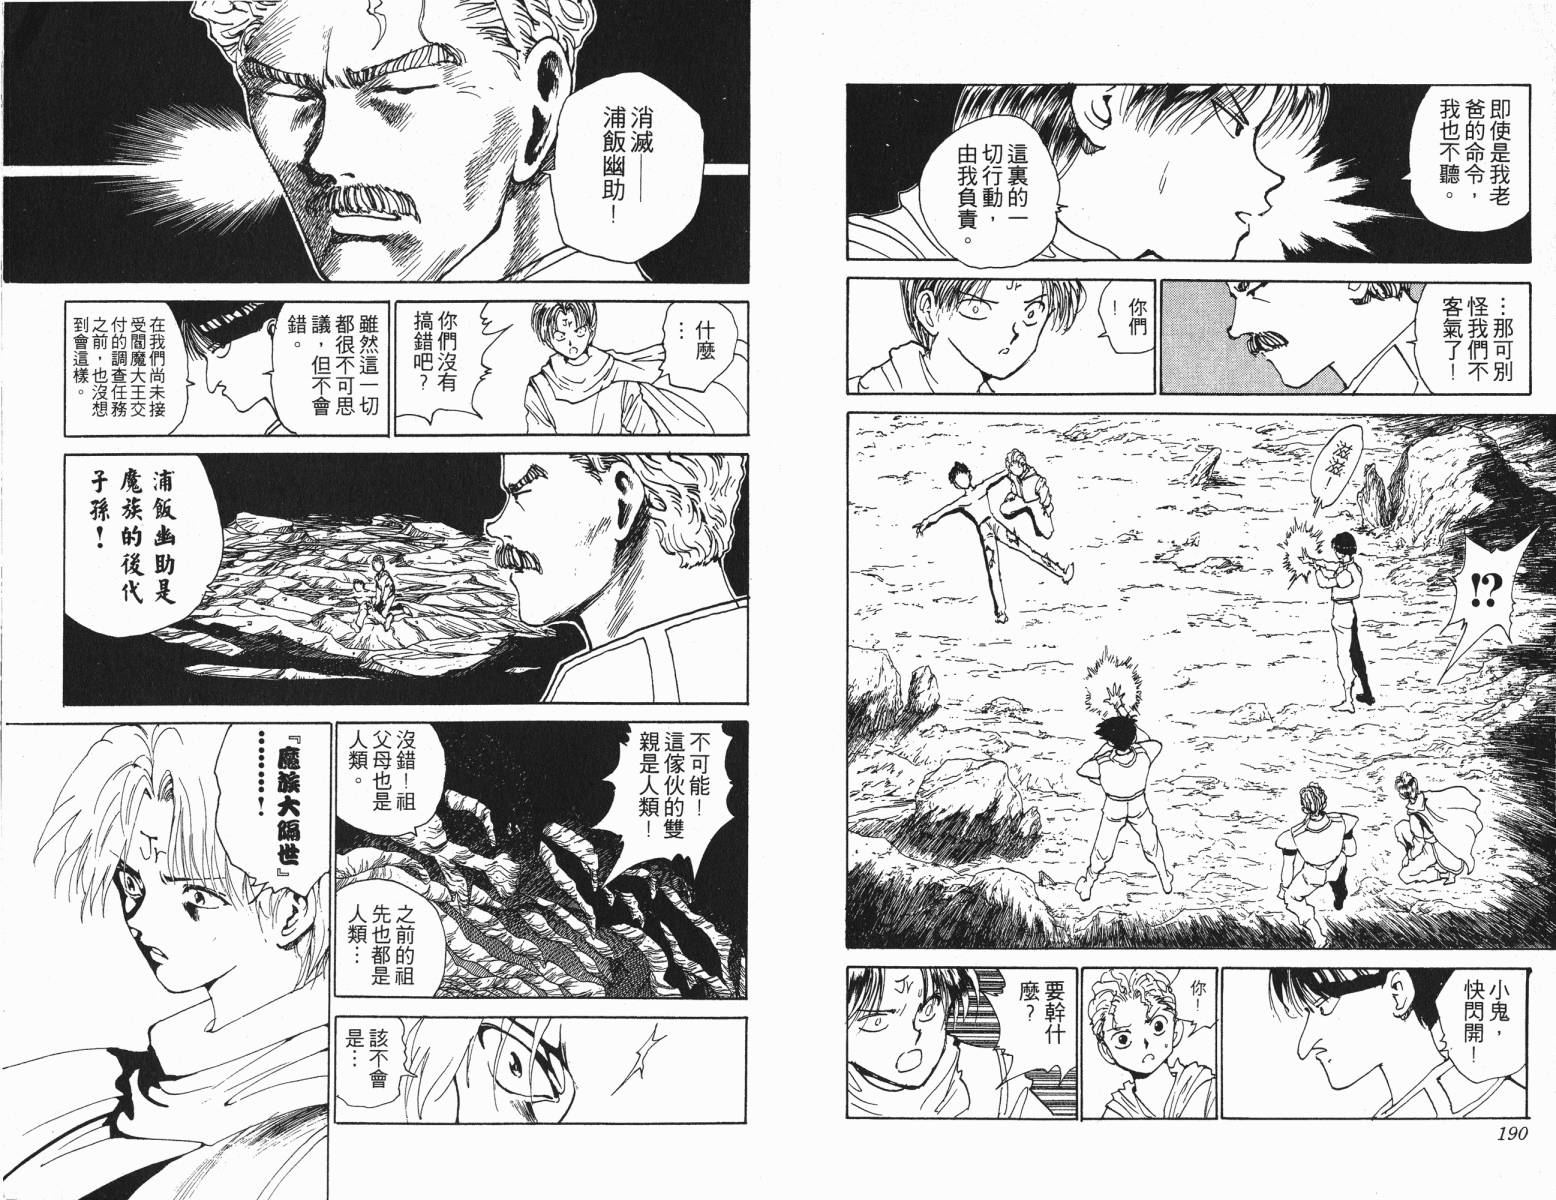 即使是我老
爸的命令，
我也不聽。
這裏的一
切行動，
由我負責。
…那可別
怪我們不
客氣了！
你們
！
Jr
滋
滋
！
!?
小鬼，
快閃開！
你！
要幹什
麼？
Jr
190
消滅——
浦飯幽助！
什麼
…
你們沒有
搞錯吧？
Jr
雖然這一切
都很不可思
議，但不會
錯。
在我們尚未接
受閻魔大王交
付的調查任務
之前，也沒想
到會這樣。
浦飯幽助是
魔族的後代
子孫！
不可能！
這傢伙的雙
親是人類！
沒錯！祖
父母也是
人類。
之前的祖
先也都是
人類…
該不會
是…
『魔族大隔世』
………！
Jr